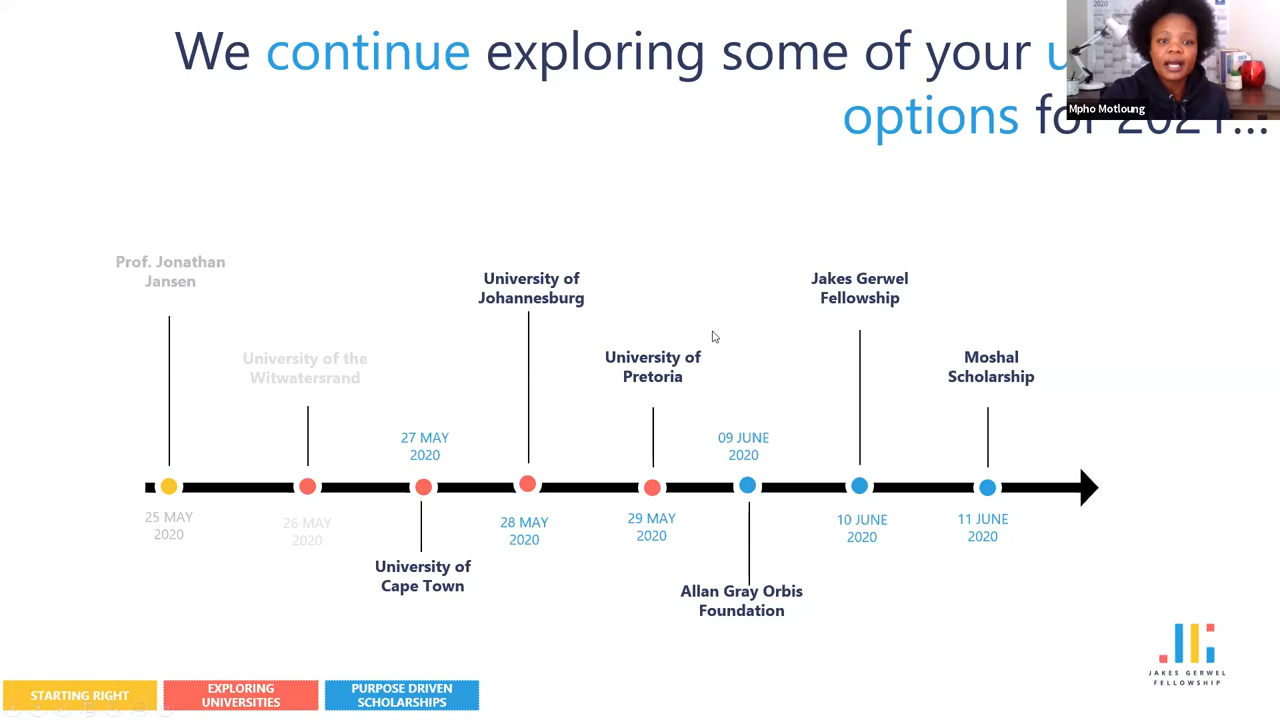 2020
We continue exploring some of your
options for 2021...
Mpho Motloung
Prof. Jonathan
Jansen
University of the
Witwatersrand
University of
Johannesburg
University of
Pretoria
Jakes Gerwel
Fellowship
Moshal
Scholarship
27 MAY
2020
09 JUNE
2020
25 MAY
2020
26 MAY
2020
28 MAY
2020
29 MAY
2020
10 JUNE
2020
11 JUNE
2020
University of
Cape Town
Allan Gray Orbis
Foundation
JAKES GERWEL
FELLOWSHIP
STARTING RIGHT
EXPLORING
UNIVERSITIES
PURPOSE DRIVEN
SCHOLARSHIPS